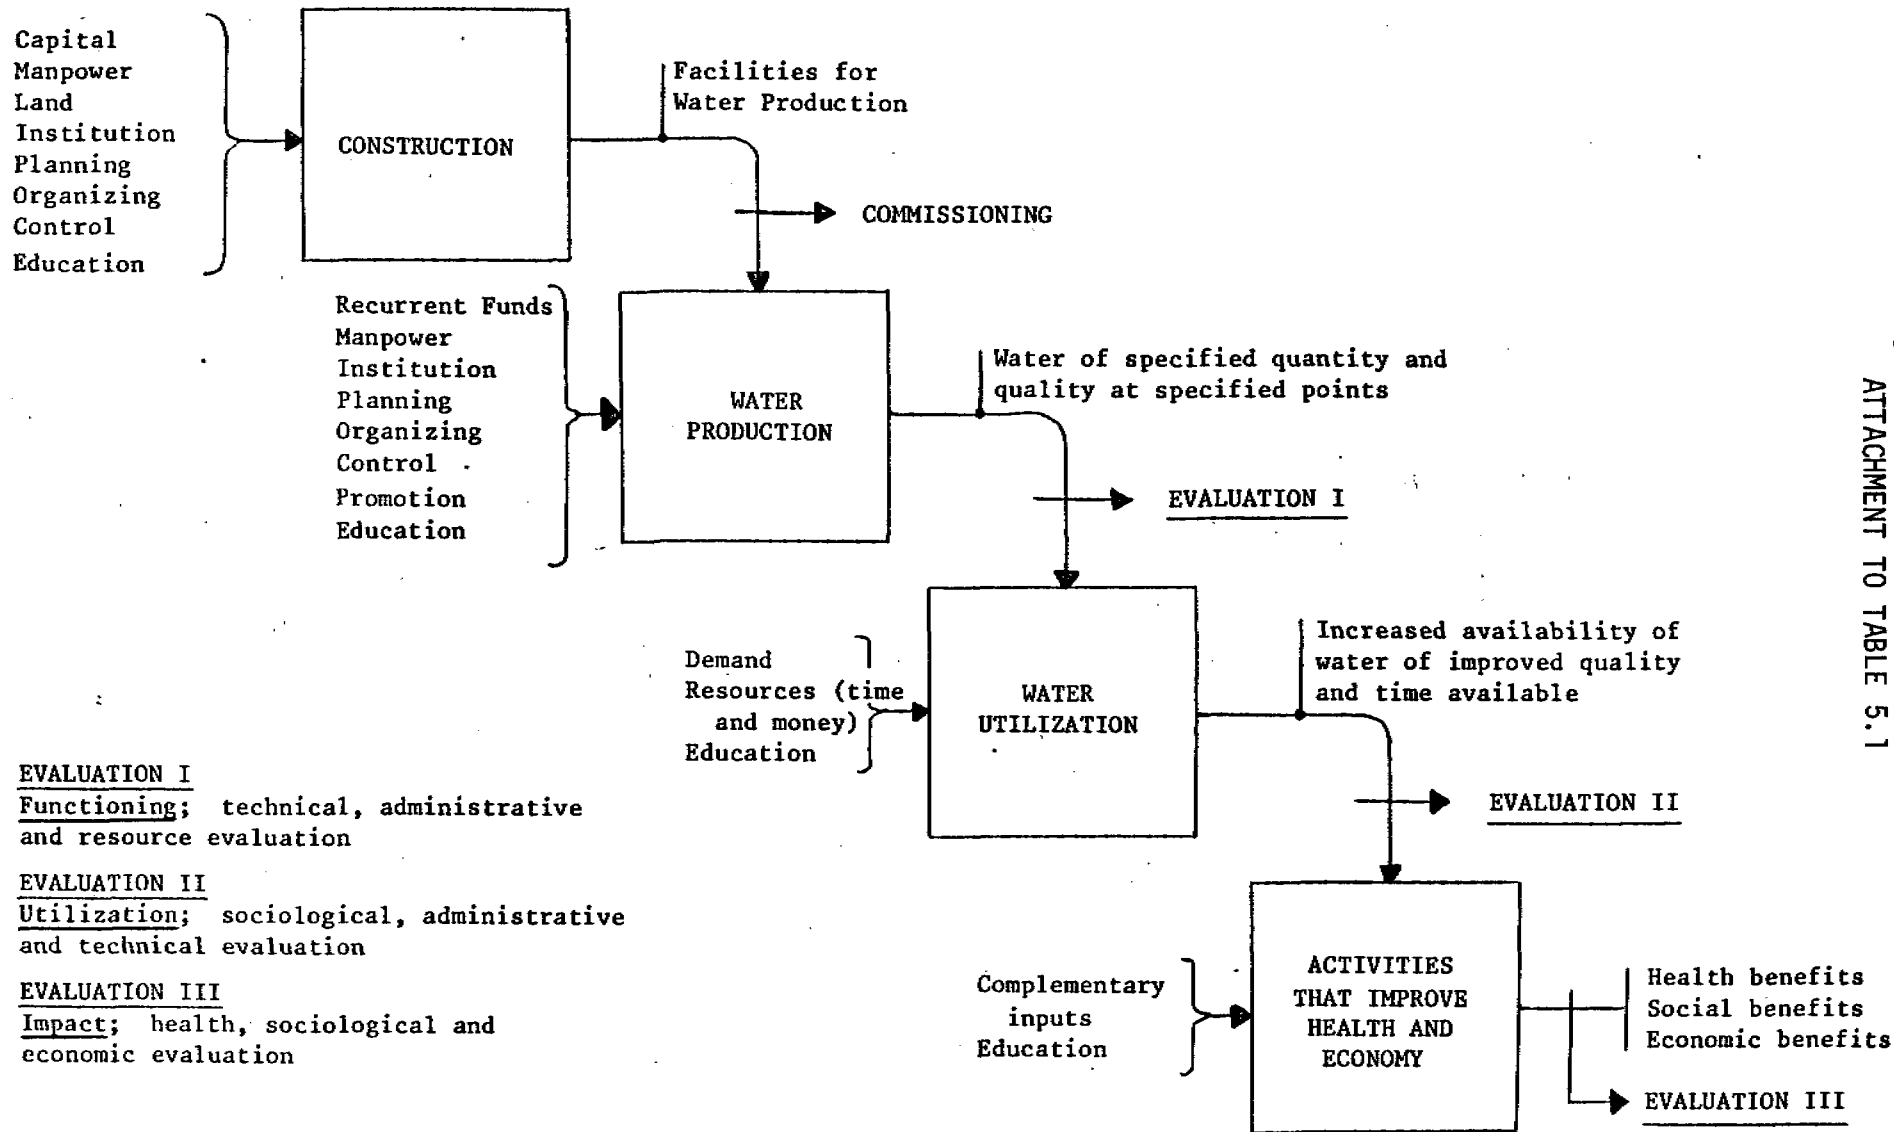 Capital
Manpower
Land
Institution
Planning
Organizing
Control
Education
CONSTRUCTION
Facilities for
Water Production
COMMISSIONING
Recurrent Funds
Manpower
Institution
Planning
Organizing
Control
Promotion
Education
WATER
PRODUCTION
Water of specified quantity and
quality at specified points
EVALUATION I
Demand
Resources (time
and money)
Education
WATER
UTILIZATION
Increased availability of
water of improved quality
and time available
EVALUATION II
Complementary
inputs
Education
ACTIVITIES
THAT IMPROVE
HEALTH AND
ECONOMY
Health benefits
Social benefits
Economic benefits
EVALUATION III
EVALUATION I
Functioning; technical, administrative
and resource evaluation
EVALUATION II
Utilization; sociological, administrative
and technical evaluation
EVALUATION III
Impact; health, sociological and
economic evaluation
ATTACHMENT TO TABLE 5.1